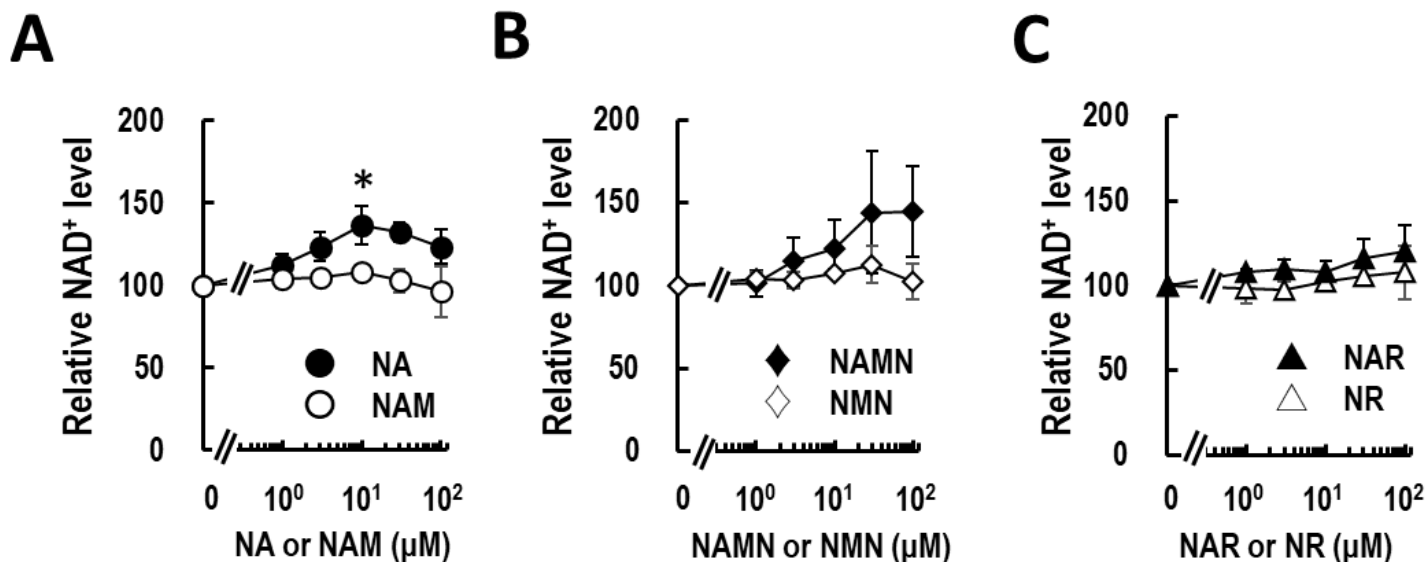 A
Relative NAD⁺ level
200
150
100
50
0
*
NA
NAM
0 10⁰ 10¹ 10²
NA or NAM (µM)
B
Relative NAD⁺ level
200
150
100
50
0
NAMN
NMN
0 10⁰ 10¹ 10²
NAMN or NMN (µM)
C
Relative NAD⁺ level
200
150
100
50
0
NAR
NR
0 10⁰ 10¹ 10²
NAR or NR (µM)